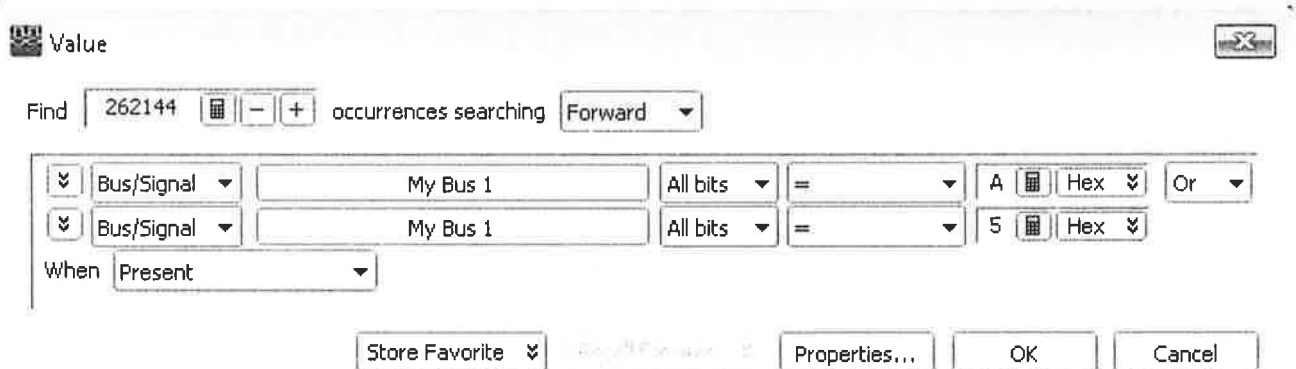 Value
Find 262144 - + occurrences searching Forward
Bus/Signal My Bus 1 All bits = A Hex Or
Bus/Signal My Bus 1 All bits = 5 Hex
When Present
Store Favorite Properties... OK Cancel